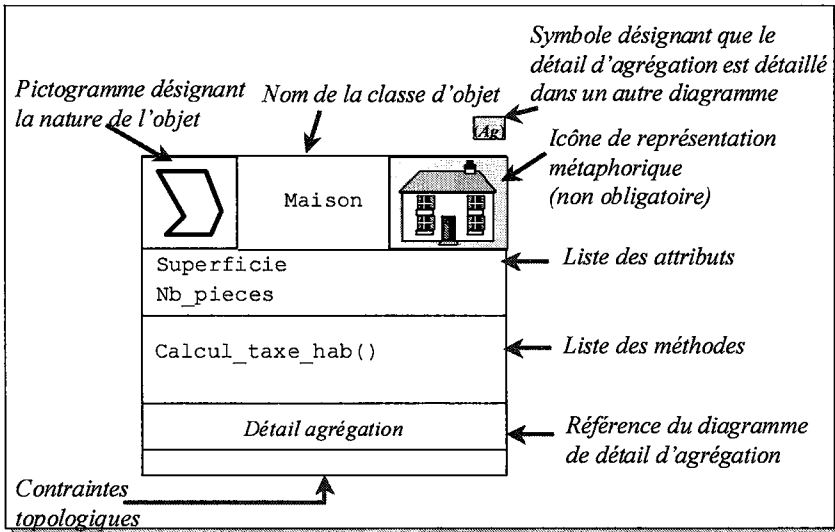 Symbole désignant que le
détail d'agrégation est détaillé
dans un autre diagramme
Pictogramme désignant
la nature de l'objet
Nom de la classe d'objet
(Ag)
Icône de représentation
métaphorique
(non obligatoire)
Maison
Superficie
Nb_pieces
Liste des attributs
Calcul_taxe_hab()
Liste des méthodes
Détail agrégation
Référence du diagramme
de détail d'agrégation
Contraintes
topologiques